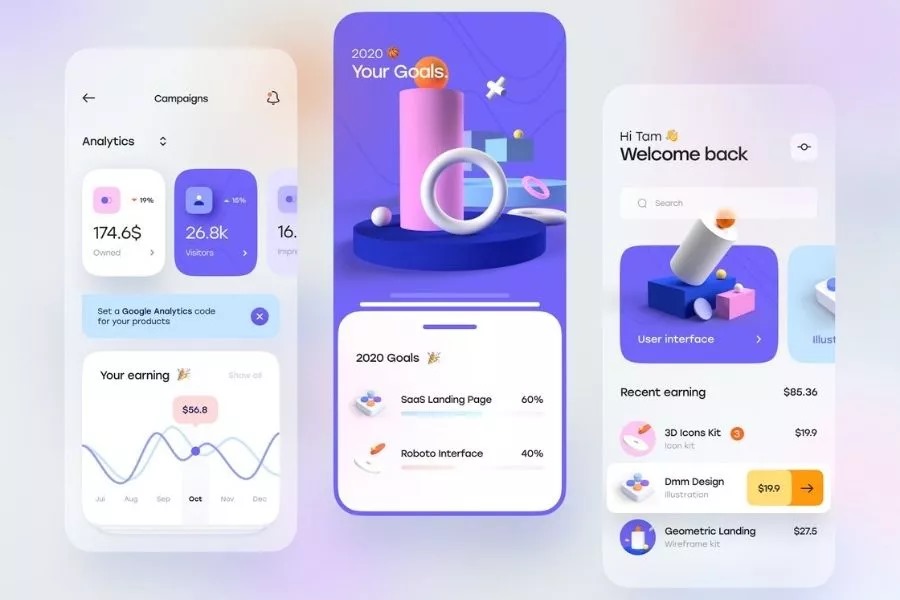 Campaigns
Analytics
19%
174.6$
Owned
16%
26.8k
Visitors
16.
Set a Google Analytics code
for your products
Your earning
Show all
$56.8
Jul Aug Sep Oct Nov Dec
2020
Your Goals.
2020 Goals
SaaS Landing Page 60%
Roboto Interface 40%
Hi Tam
Welcome back
Search
User interface
Illust
Recent earning $85.36
3D Icons Kit 3 $19.9
Icon kit
Dmm Design $19.9
Illustration
Geometric Landing $27.5
Wireframe kit